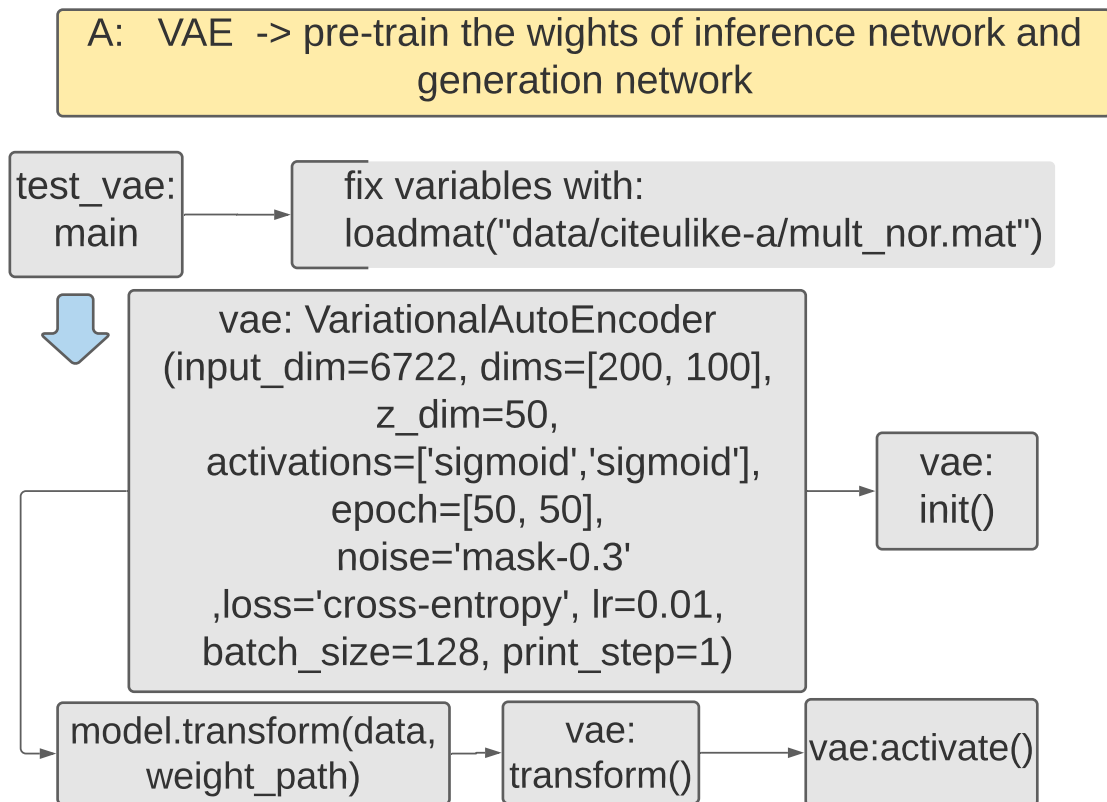 A: VAE -> pre-train the wights of inference network and
generation network
test_vae:
main
fix variables with:
loadmat("data/citeulike-a/mult_nor.mat")
vae: VariationalAutoEncoder
(input_dim=6722, dims=[200, 100],
z_dim=50,
activations=['sigmoid','sigmoid'],
epoch=[50, 50],
noise='mask-0.3'
,loss='cross-entropy', lr=0.01,
batch_size=128, print_step=1)
vae:
init()
model.transform(data,
weight_path)
vae:
transform()
vae:activate()